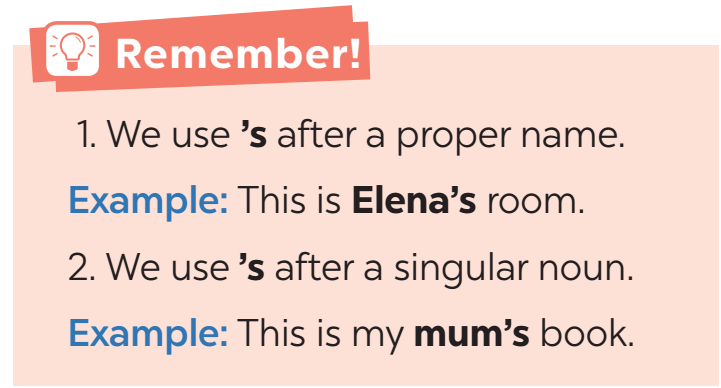 Remember!
1. We use ’s after a proper name.
Example: This is Elena’s room.
2. We use ’s after a singular noun.
Example: This is my mum’s book.